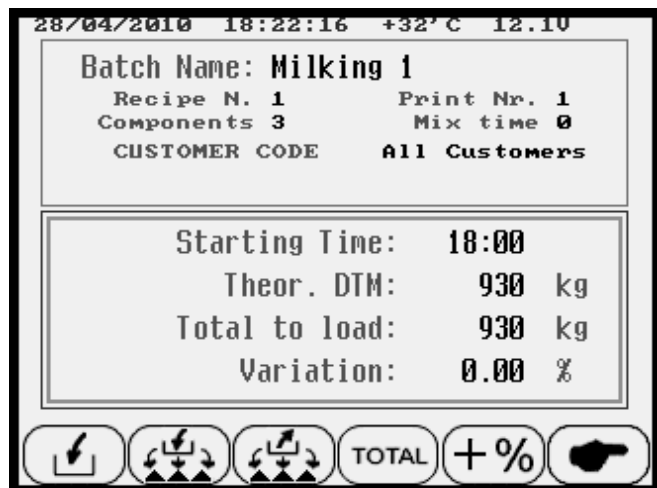 28/04/2010 18:22:16 +32°C 12.1V
Batch Name: Milking 1
Recipe N. 1 Print Nr. 1
Components 3 Mix time 0
CUSTOMER CODE All Customers
Starting Time: 18:00
Theor. DTM: 930 kg
Total to load: 930 kg
Variation: 0.00 %
TOTAL +%